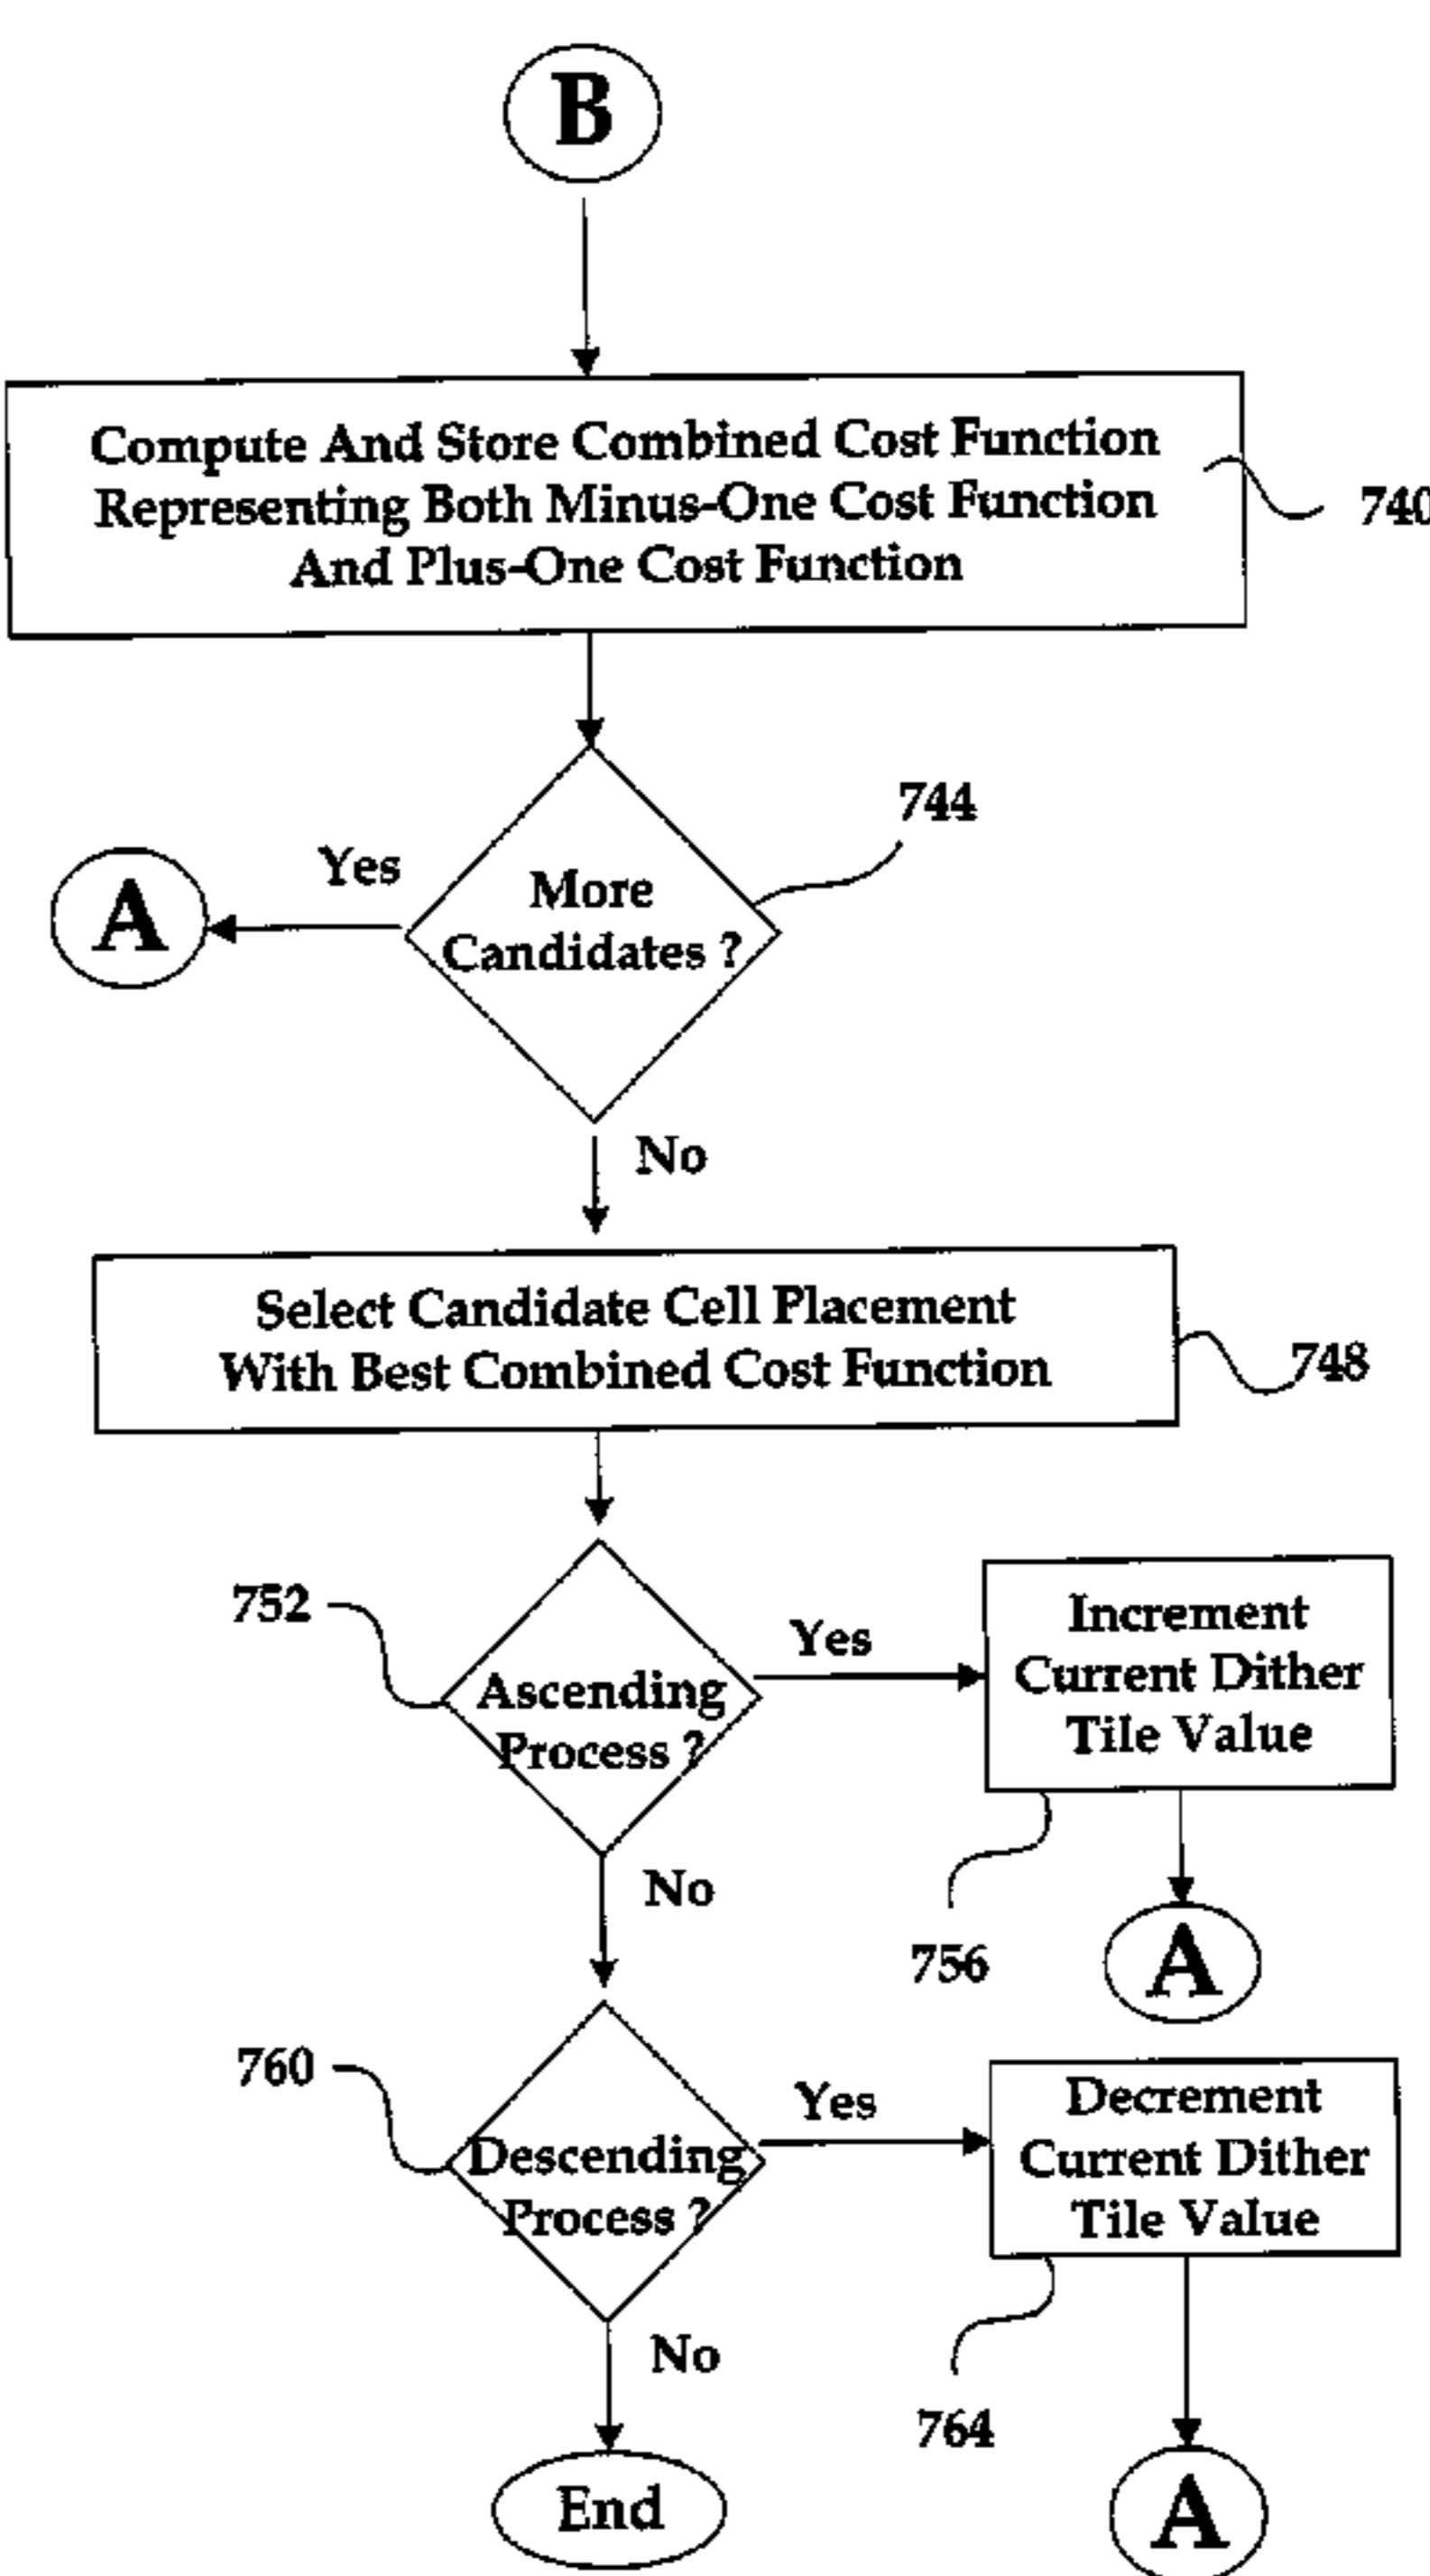 B
Compute And Store Combined Cost Function
Representing Both Minus-One Cost Function
And Plus-One Cost Function
740
744
Yes
More
Candidates ?
A
No
Select Candidate Cell Placement
With Best Combined Cost Function
748
752
Ascending
Process ?
Yes
Increment
Current Dither
Tile Value
No
756
A
760
Descending
Process ?
Yes
Decrement
Current Dither
Tile Value
No
764
End
A